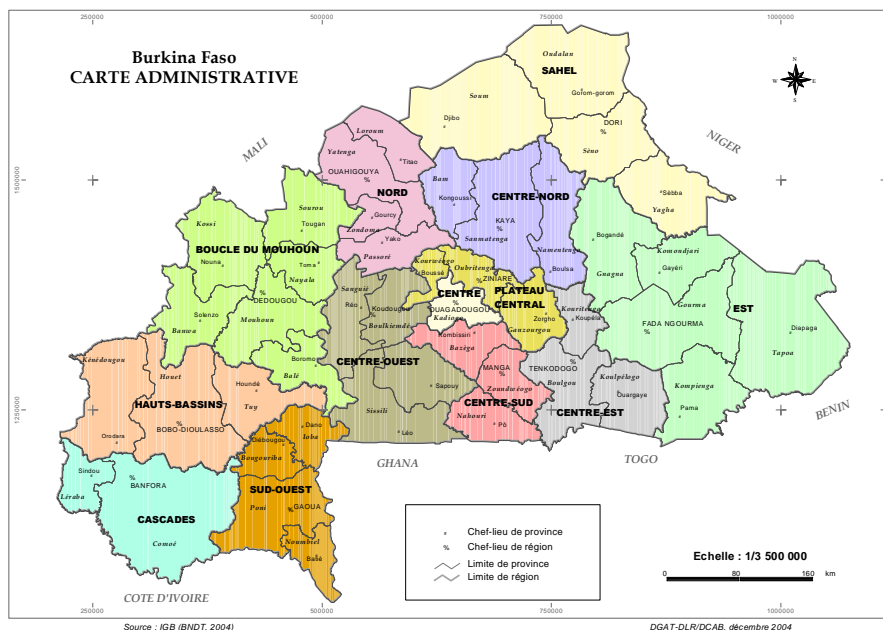 250000
500000
750000
1000000
Burkina Faso
CARTE ADMINISTRATIVE
N
W
E
S
Oudalan
SAHEL
Gorom-gorom
Soum
Djibo
DORI
Séno
NIGER
MALI
Loroum
Yatenga
Titao
OUAHIGOUYA
NORD
Bam
Kongoussi
CENTRE-NORD
KAYA
Sanmatenga
Namentenga
Boulsa
Sebba
Yagha
1500000
1500000
Sourou
Tougan
Kossi
BOUCLE DU MOUHOUN
Nouna
Toma
Nayala
Gourcy
Zondoma
Yako
Passoré
Kourwéogo
Boussé
Oubritenga
ZINIARE
PLATEAU
CENTRAL
Bogandé
Gnagna
Komondjari
Gayéri
Gourma
EST
DEDOUGOU
Solenzo
Banwa
Mouhoun
Sanguié
Réo
Koudougou
Boulkiemdé
CENTRE
OUAGADOUGOU
Kadiogo
Zorgho
Ganzourgou
Kouritenga
Koupéla
FADA NGOURMA
Diapaga
Tapoa
Kombissiri
Bazèga
Boromo
Balé
CENTRE-OUEST
MANGA
Zoundwéogo
TENKODOGO
Boulgou
Koulpélogo
Kompienga
Kénédougou
Houet
Houndé
Tuy
Sapouy
CENTRE-SUD
CENTRE-EST
Ouargaye
Pama
1250000
1250000
HAUTS-BASSINS
BOBO-DIOULASSO
Orodara
Sissili
Léo
Nahouri
Pô
BENIN
Dano
Ioba
Diébougou
Bougouriba
GHANA
TOGO
Sindou
Léraba
BANFORA
SUD-OUEST
Poni
GAOUA
CASCADES
Comoé
Noumbiel
Batié
COTE D'IVOIRE
Chef-lieu de province
% Chef-lieu de région
Limite de province
Limite de région
Echelle : 1/3 500 000
0 80 160 km
250000
500000
750000
1000000
Source : IGB (BNDT, 2004)
DGAT-DLR/DCAB, décembre 2004